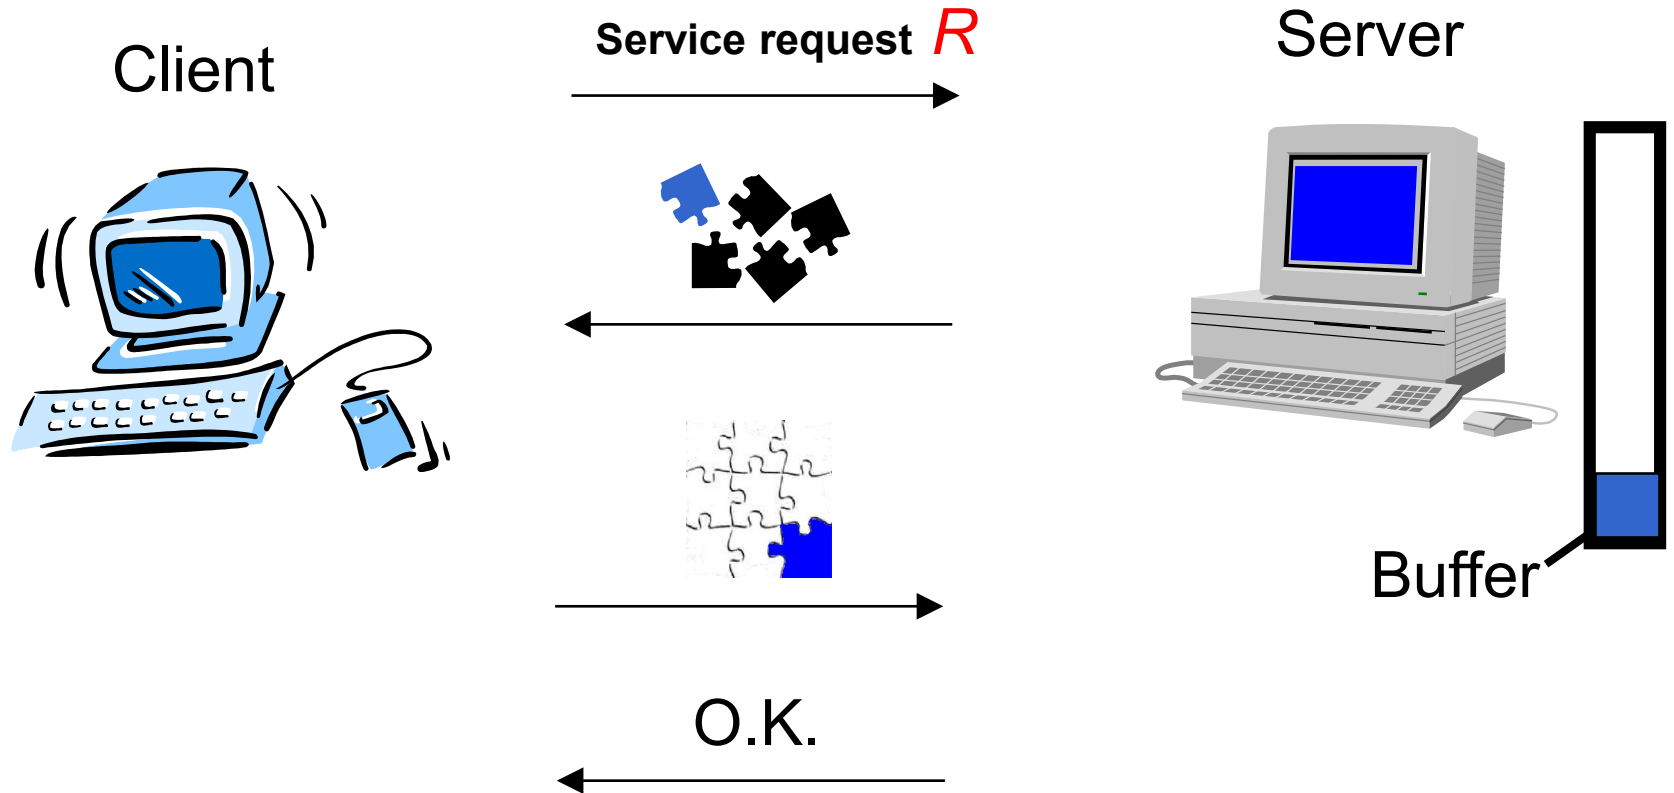 Client
Service request R
Server
Buffer
O.K.